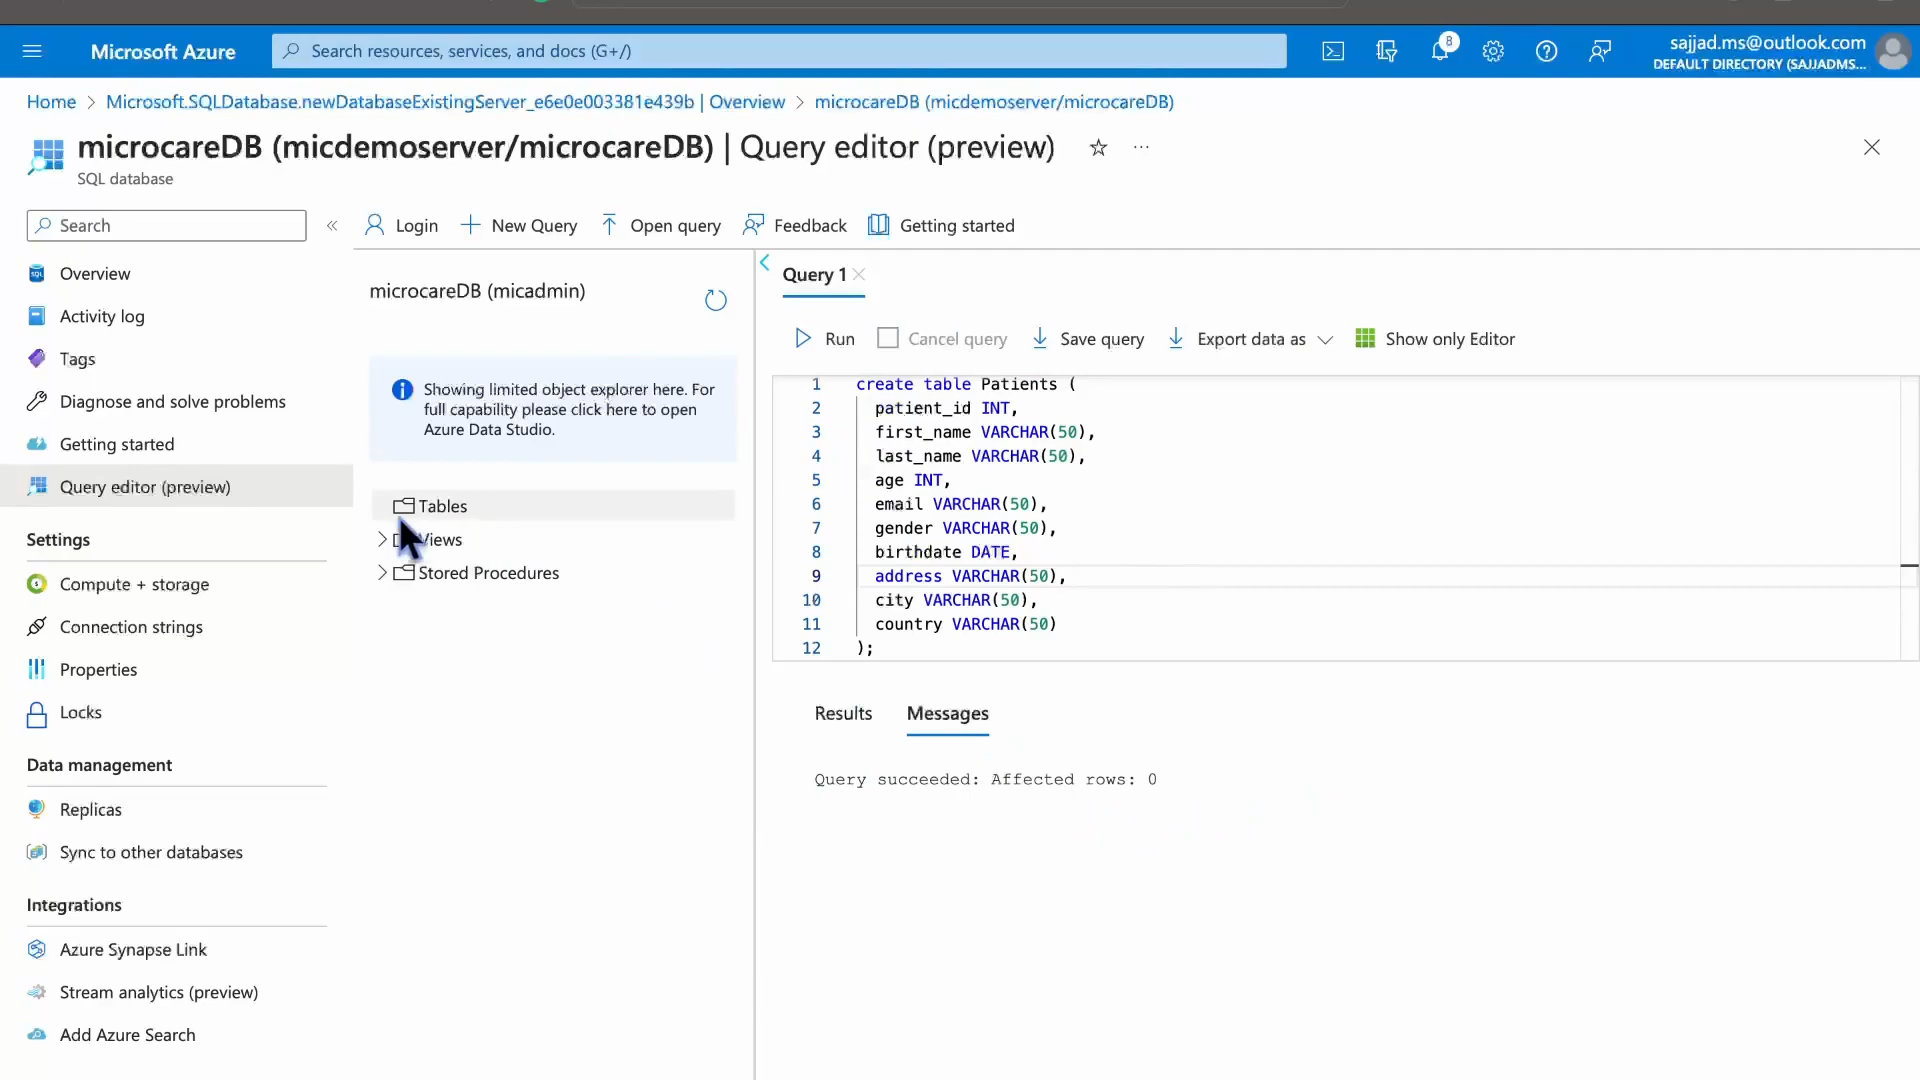 Microsoft Azure
Search resources, services, and docs (G+/)
8
sajjad.ms@outlook.com
DEFAULT DIRECTORY (SAJJADMS...
Home > Microsoft.SQLDatabase.newDatabaseExistingServer_e6e0e003381e439b | Overview > microcareDB (micdemoserver/microcareDB)
microcareDB (micdemoserver/microcareDB) | Query editor (preview)
SQL database
Search
Login
New Query
Open query
Feedback
Getting started
Overview
Activity log
Tags
Diagnose and solve problems
Getting started
Query editor (preview)
Settings
Compute + storage
Connection strings
Properties
Locks
Data management
Replicas
Sync to other databases
Integrations
Azure Synapse Link
Stream analytics (preview)
Add Azure Search
microcareDB (micadmin)
Showing limited object explorer here. For
full capability please click here to open
Azure Data Studio.
Tables
Views
Stored Procedures
Query 1
Run
Cancel query
Save query
Export data as
Show only Editor
1 create table Patients (
2 patient_id INT,
3 first_name VARCHAR(50),
4 last_name VARCHAR(50),
5 age INT,
6 email VARCHAR(50),
7 gender VARCHAR(50),
8 birthdate DATE,
9 address VARCHAR(50),
10 city VARCHAR(50),
11 country VARCHAR(50)
12 );
Results
Messages
Query succeeded: Affected rows: 0